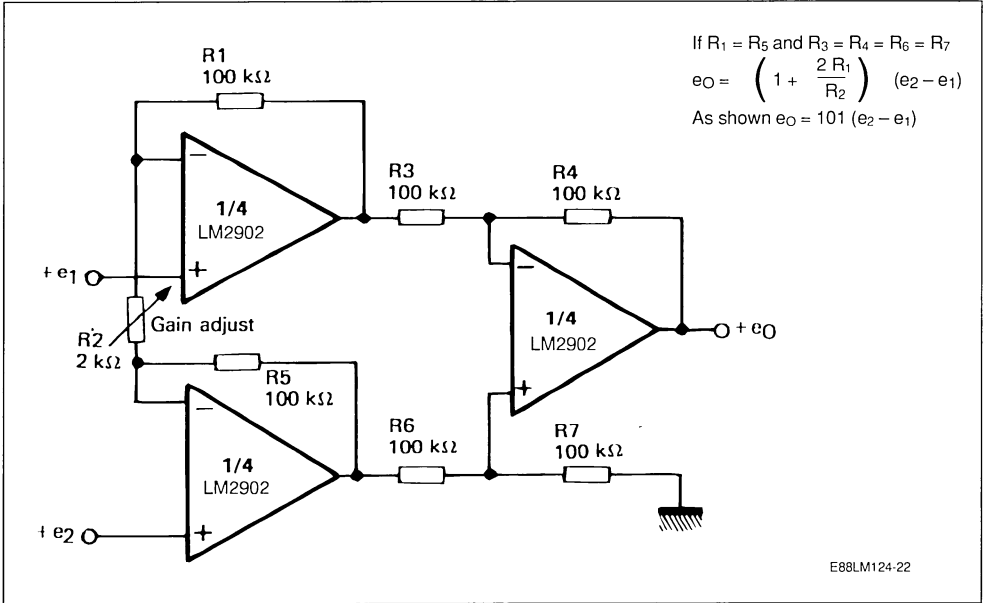 R1
100 kΩ
If R1 = R5 and R3 = R4 = R6 = R7
eO = ( 1 + 2 R1 / R2 ) (e2 – e1)
As shown eO = 101 (e2 – e1)
–
1/4
LM2902
+
+ e1
R3
100 kΩ
R4
100 kΩ
R2
2 kΩ
Gain adjust
–
1/4
LM2902
+
+ eO
R5
100 kΩ
–
1/4
LM2902
+
+ e2
R6
100 kΩ
R7
100 kΩ
E88LM124-22